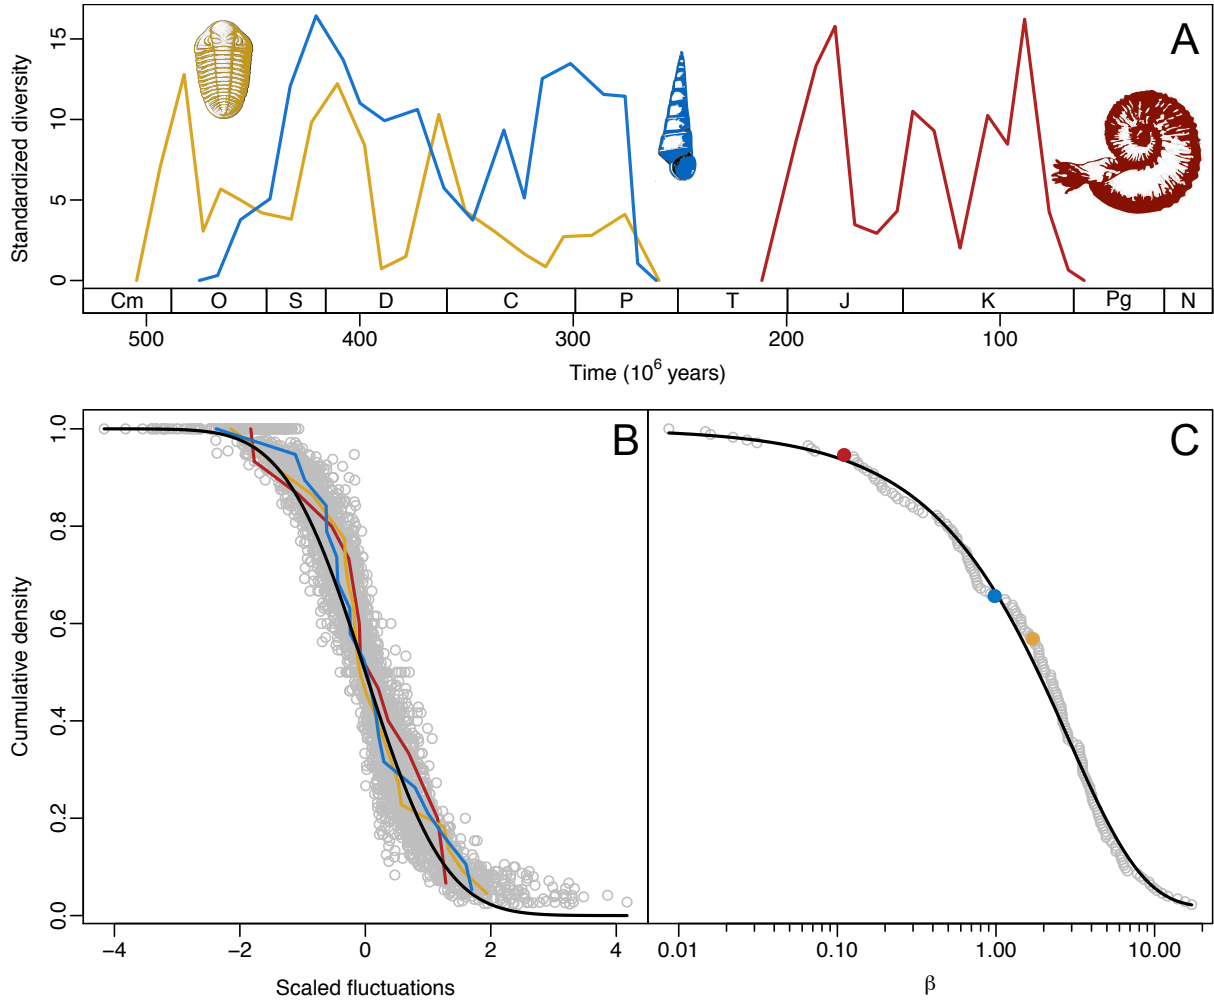 A
Standardized diversity
15
10
5
0
Cm O S D C P T J K Pg N
500 400 300 200 100
Time (10⁶ years)
B
Cumulative density
1.0
0.8
0.6
0.4
0.2
0.0
−4 −2 0 2 4
Scaled fluctuations
C
0.01 0.10 1.00 10.00
β